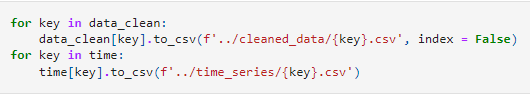 for key in data_clean:
    data_clean[key].to_csv(f'../cleaned_data/{key}.csv', index = False)
for key in time:
    time[key].to_csv(f'../time_series/{key}.csv')